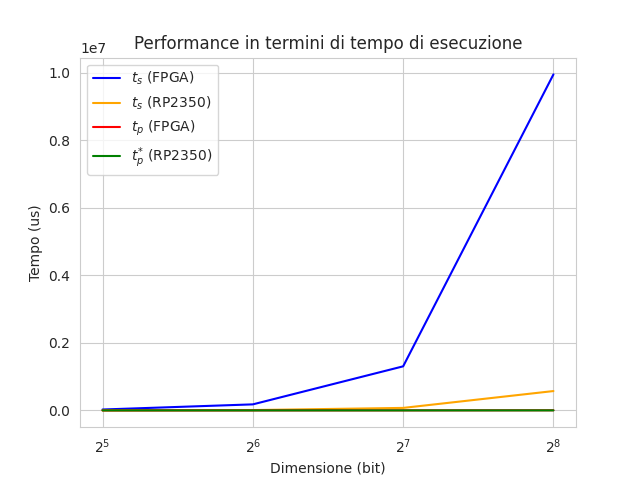 Performance in termini di tempo di esecuzione
1e7
1.0
0.8
0.6
0.4
0.2
0.0
Tempo (us)
t_s (FPGA)
t_s (RP2350)
t_p (FPGA)
t_p^* (RP2350)
2^5 2^6 2^7 2^8
Dimensione (bit)